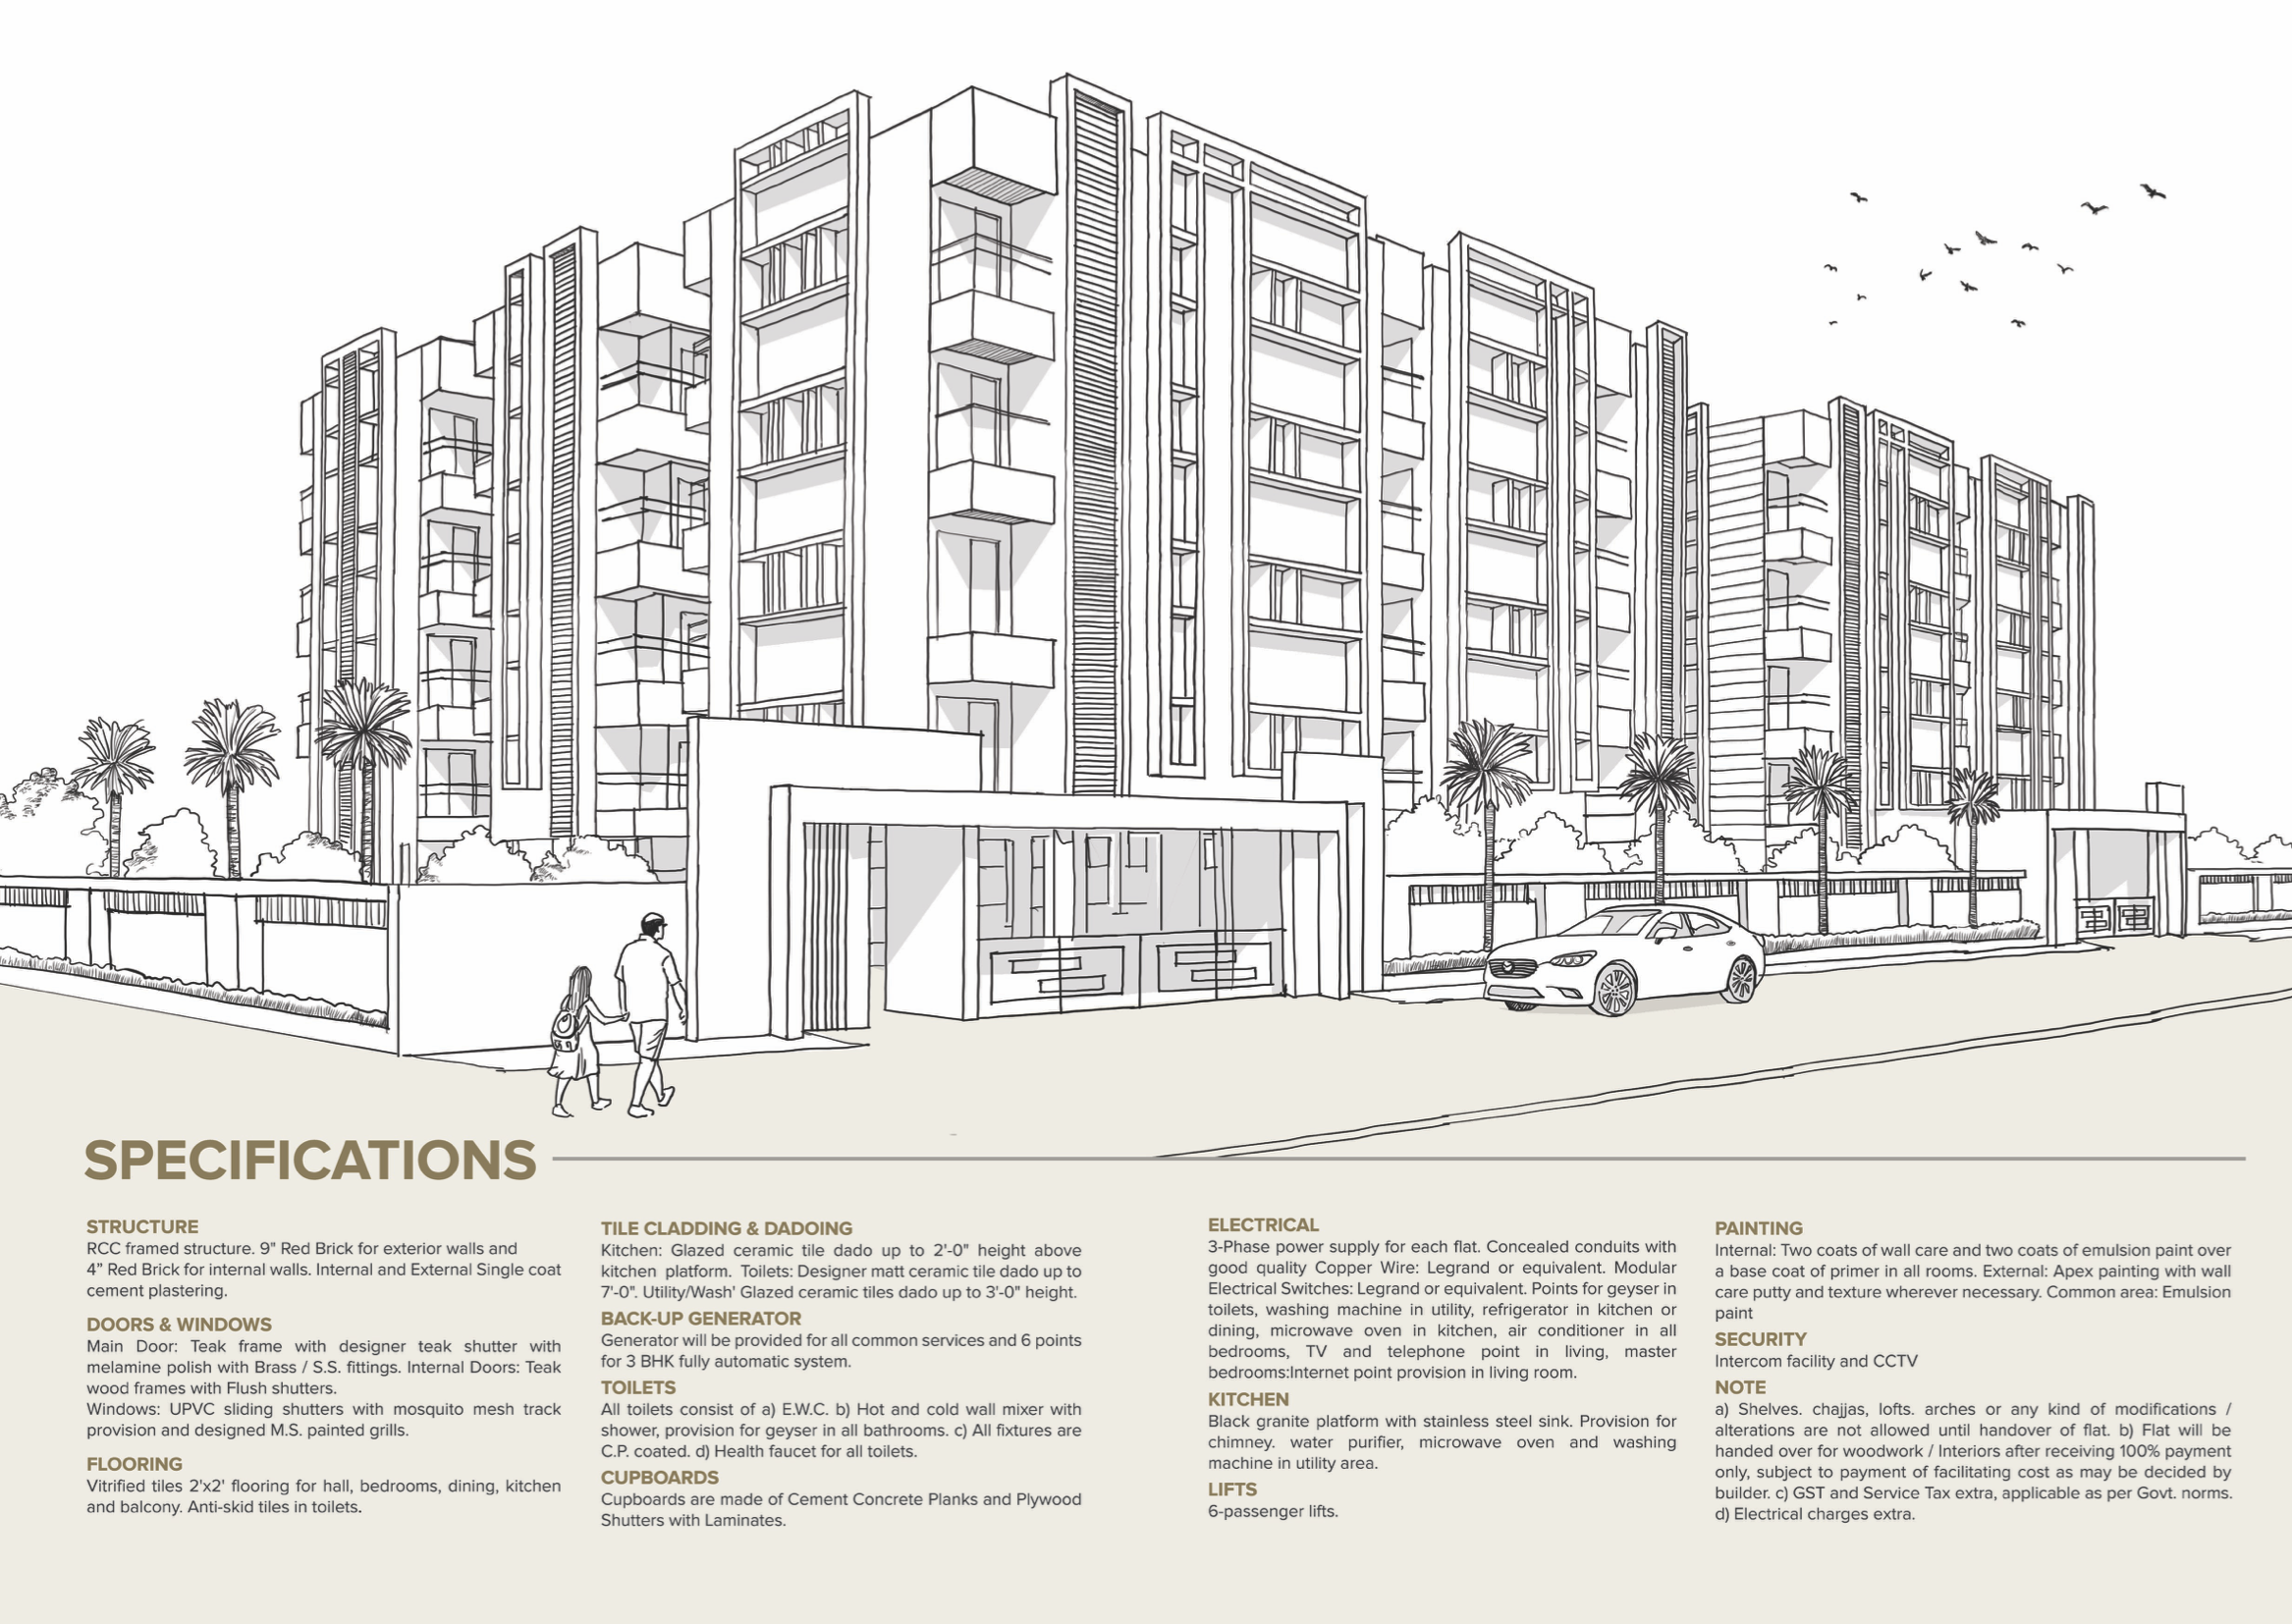 SPECIFICATIONS
STRUCTURE
RCC framed structure. 9" Red Brick for exterior walls and
4" Red Brick for internal walls. Internal and External Single coat
cement plastering.
DOORS & WINDOWS
Main Door: Teak frame with designer teak shutter with
melamine polish with Brass / S.S. fittings. Internal Doors: Teak
wood frames with Flush shutters.
Windows: UPVC sliding shutters with mosquito mesh track
provision and designed M.S. painted grills.
FLOORING
Vitrified tiles 2'x2' flooring for hall, bedrooms, dining, kitchen
and balcony. Anti-skid tiles in toilets.
TILE CLADDING & DADOING
Kitchen: Glazed ceramic tile dado up to 2'-0" height above
kitchen platform. Toilets: Designer matt ceramic tile dado up to
7'-0". Utility/Wash' Glazed ceramic tiles dado up to 3'-0" height.
BACK-UP GENERATOR
Generator will be provided for all common services and 6 points
for 3 BHK fully automatic system.
TOILETS
All toilets consist of a) E.W.C. b) Hot and cold wall mixer with
shower, provision for geyser in all bathrooms. c) All fixtures are
C.P. coated. d) Health faucet for all toilets.
CUPBOARDS
Cupboards are made of Cement Concrete Planks and Plywood
Shutters with Laminates.
ELECTRICAL
3-Phase power supply for each flat. Concealed conduits with
good quality Copper Wire: Legrand or equivalent. Modular
Electrical Switches: Legrand or equivalent. Points for geyser in
toilets, washing machine in utility, refrigerator in kitchen or
dining, microwave oven in kitchen, air conditioner in all
bedrooms, TV and telephone point in living, master
bedrooms:Internet point provision in living room.
KITCHEN
Black granite platform with stainless steel sink. Provision for
chimney. water purifier, microwave oven and washing
machine in utility area.
LIFTS
6-passenger lifts.
PAINTING
Internal: Two coats of wall care and two coats of emulsion paint over
a base coat of primer in all rooms. External: Apex painting with wall
care putty and texture wherever necessary. Common area: Emulsion
paint
SECURITY
Intercom facility and CCTV
NOTE
a) Shelves. chajjas, lofts. arches or any kind of modifications /
alterations are not allowed until handover of flat. b) Flat will be
handed over for woodwork / Interiors after receiving 100% payment
only, subject to payment of facilitating cost as may be decided by
builder. c) GST and Service Tax extra, applicable as per Govt. norms.
d) Electrical charges extra.